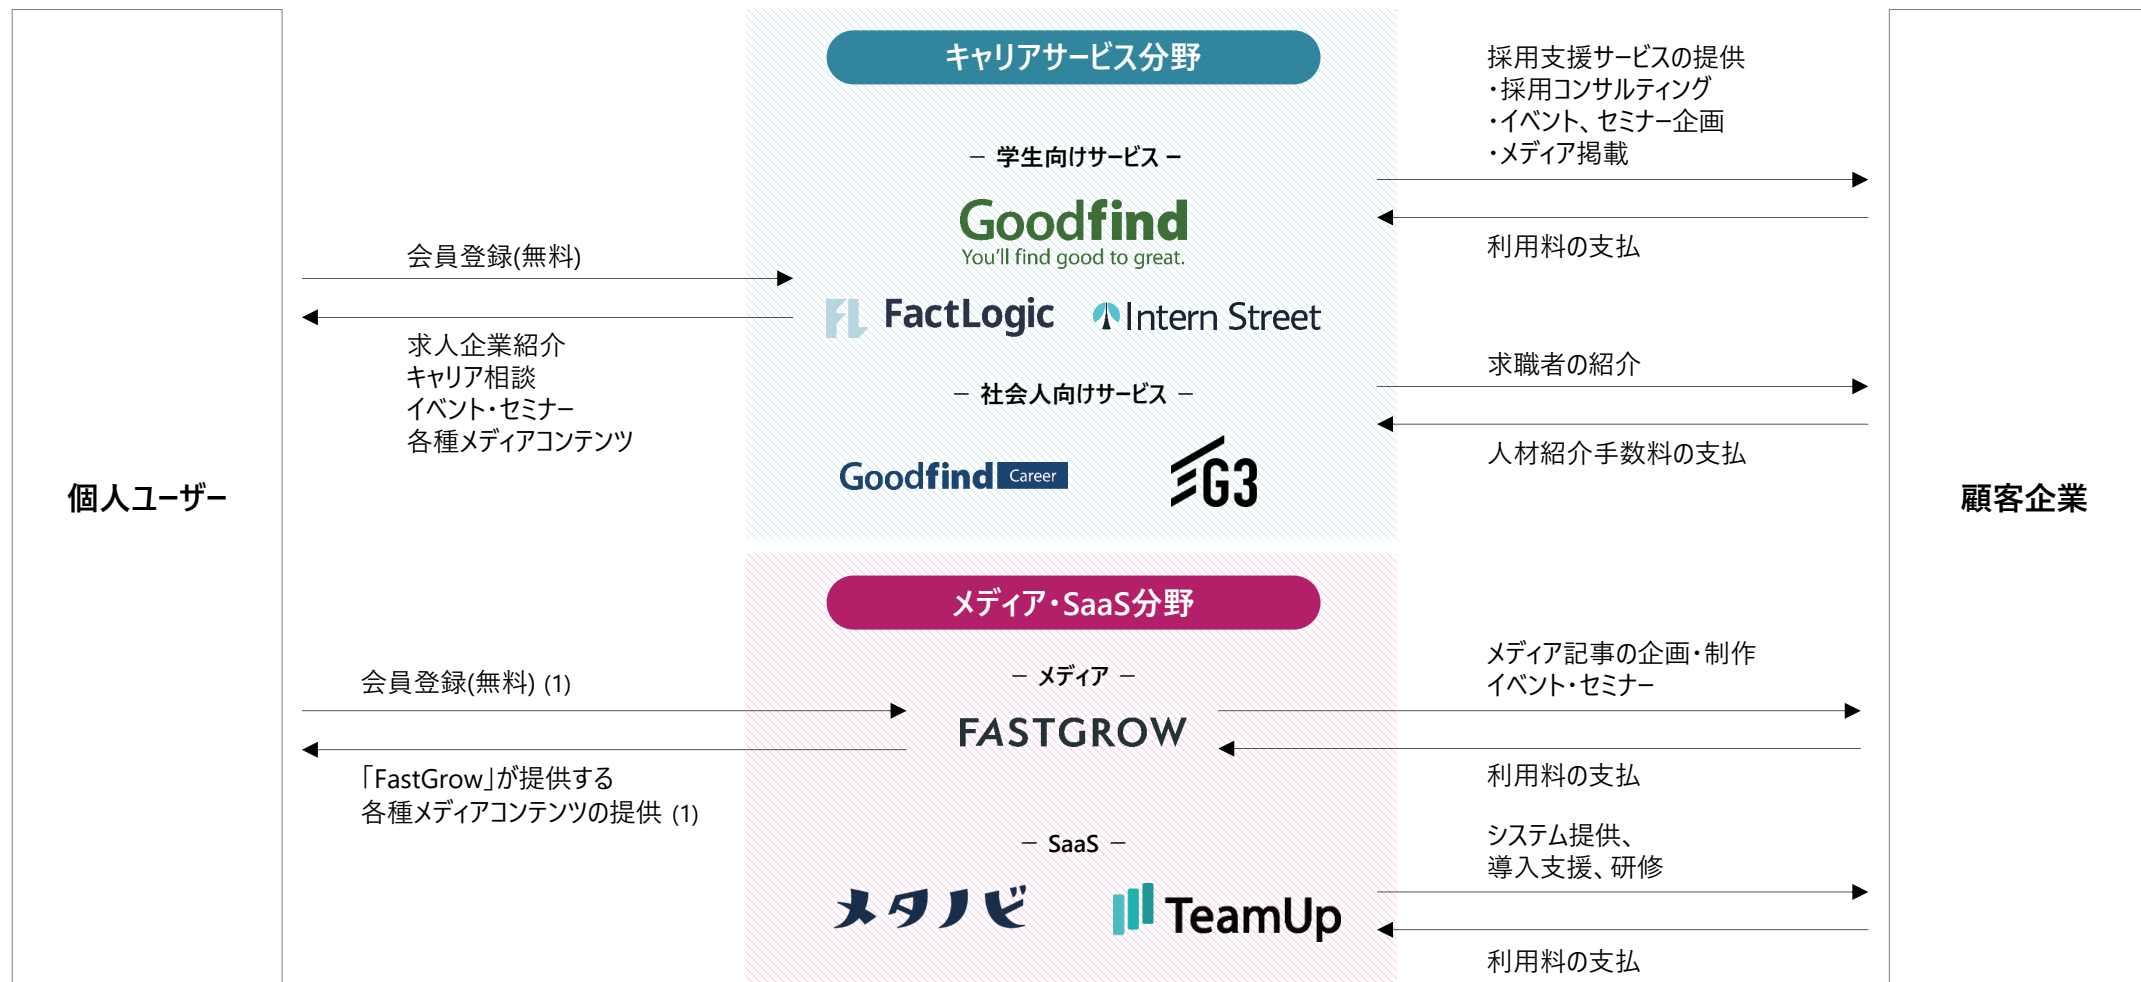 個人ユーザー
会員登録(無料)
求人企業紹介
キャリア相談
イベント・セミナー
各種メディアコンテンツ
会員登録(無料) (1)
「FastGrow」が提供する
各種メディアコンテンツの提供 (1)
キャリアサービス分野
― 学生向けサービス ―
Goodfind
You'll find good to great.
FL FactLogic
Intern Street
― 社会人向けサービス ―
Goodfind Career
G3
メディア・SaaS分野
― メディア ―
FASTGROW
― SaaS ―
メタノビ
TeamUp
採用支援サービスの提供
・採用コンサルティング
・イベント、セミナー企画
・メディア掲載
利用料の支払
求職者の紹介
人材紹介手数料の支払
メディア記事の企画・制作
イベント・セミナー
利用料の支払
システム提供、
導入支援、研修
利用料の支払
顧客企業